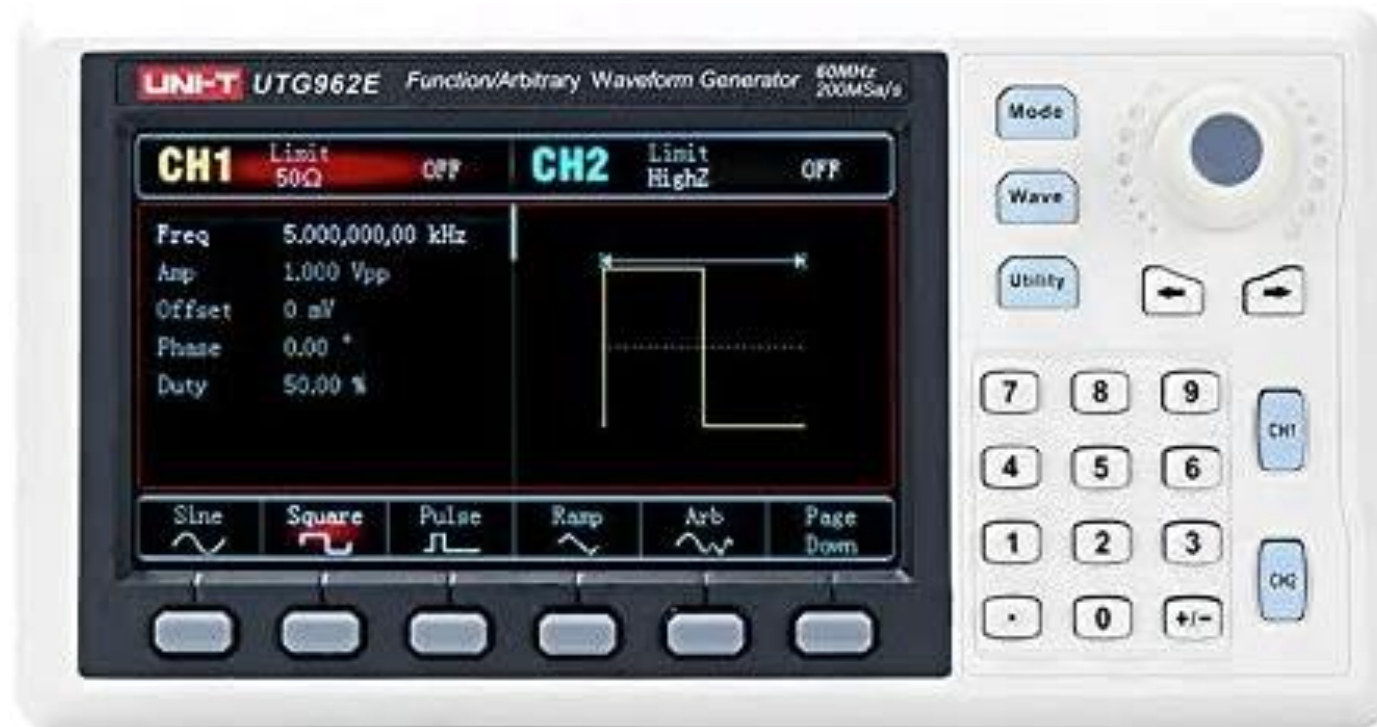 UNI-T UTG962E Function/Arbitrary Waveform Generator 60MHz
200MSa/s
CH1 Limit OFF CH2 Limit OFF
50Ω HighZ
Freq 5.000,000,00 kHz
Amp 1.000 Vpp
Offset 0 mV
Phase 0.00 °
Duty 50.00 %
Sine Square Pulse Ramp Arb Page
Down
Mode
Wave
Utility
7 8 9
CH1
4 5 6
1 2 3
CH2
. 0 +/-